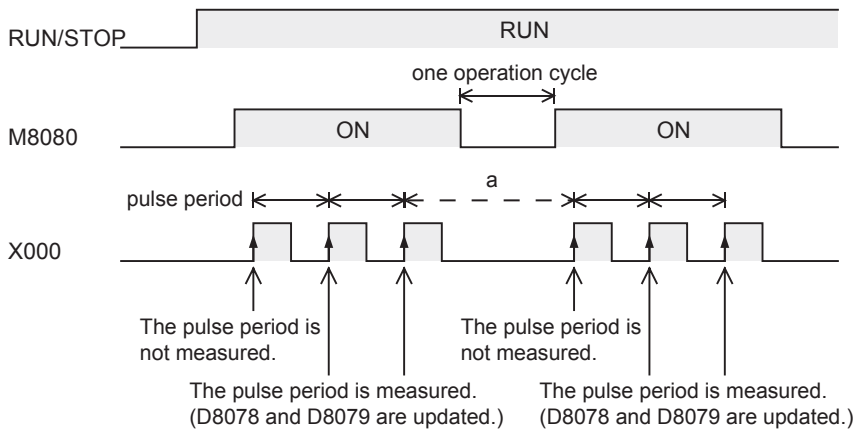 RUN/STOP RUN
one operation cycle
M8080 ON ON
pulse period a
X000
The pulse period is
not measured.
The pulse period is
not measured.
The pulse period is measured.
(D8078 and D8079 are updated.)
The pulse period is measured.
(D8078 and D8079 are updated.)